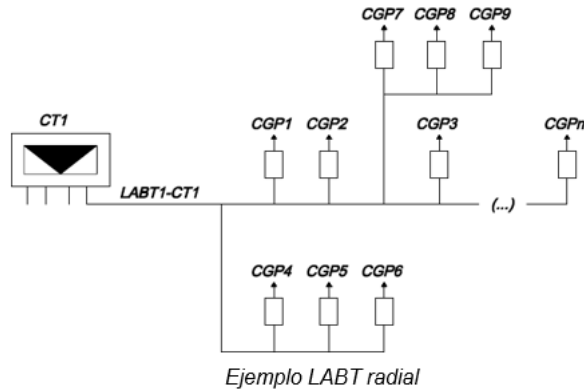 CGP7 CGP8 CGP9
CT1
CGP1 CGP2 CGP3 CGPn
LABT1-CT1
(...)
CGP4 CGP5 CGP6
Ejemplo LABT radial